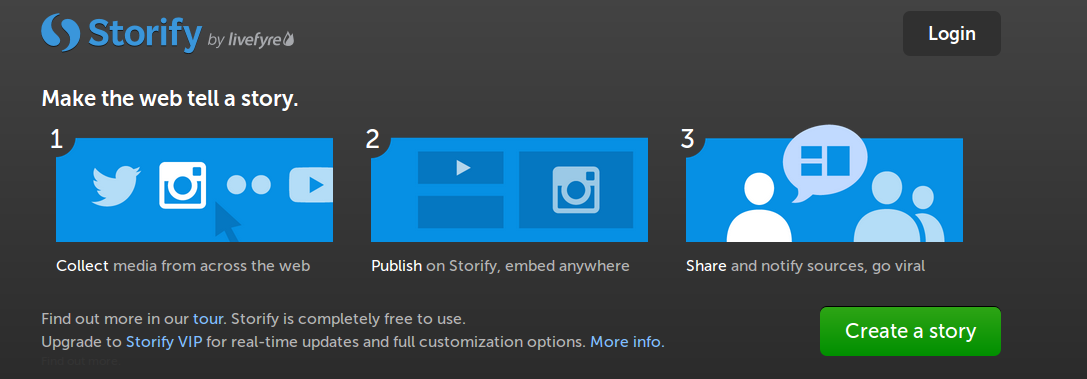 Storify by livefyre
Login
Make the web tell a story.
1
2
3
Collect media from across the web
Publish on Storify, embed anywhere
Share and notify sources, go viral
Find out more in our tour. Storify is completely free to use.
Upgrade to Storify VIP for real-time updates and full customization options. More info.
Create a story
Find out more.